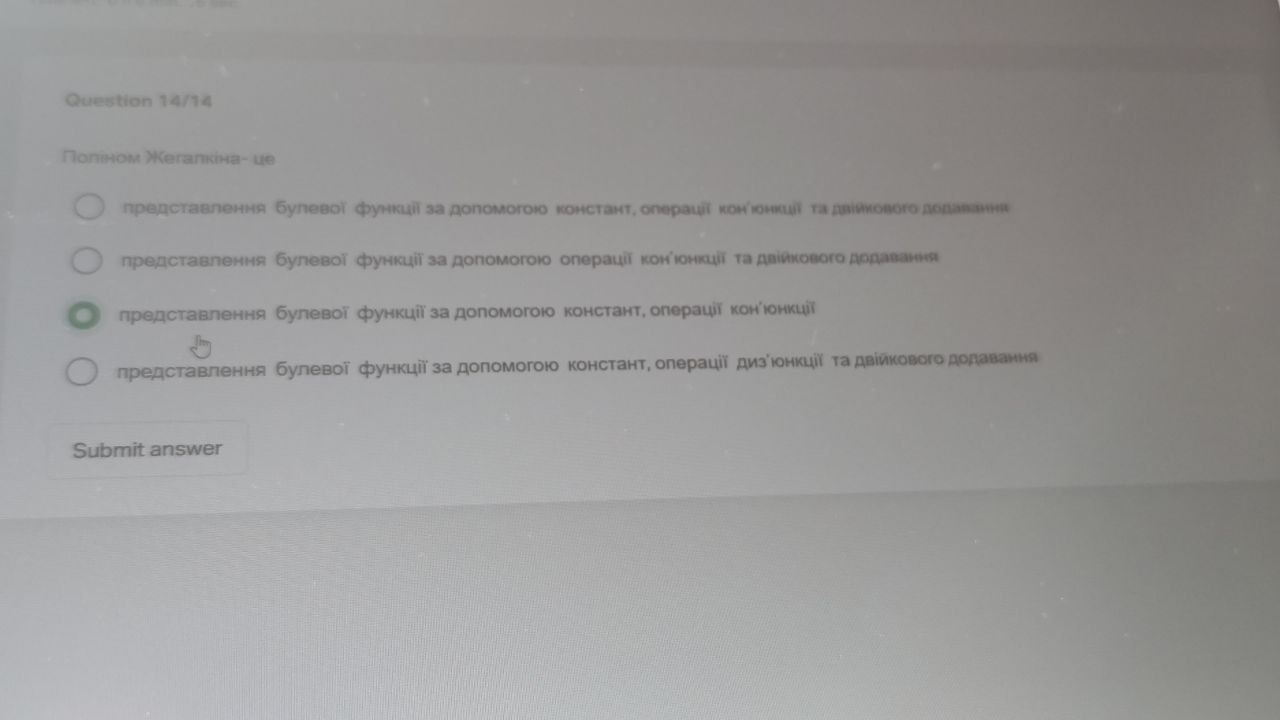 Question 14/14
Поліном Жегалкіна- це
представлення булевої функції за допомогою констант, операції кон'юнкції та двійкового додавання
представлення булевої функції за допомогою операції кон'юнкції та двійкового додавання
представлення булевої функції за допомогою констант, операції кон'юнкції
представлення булевої функції за допомогою констант, операції диз'юнкції та двійкового додавання
Submit answer